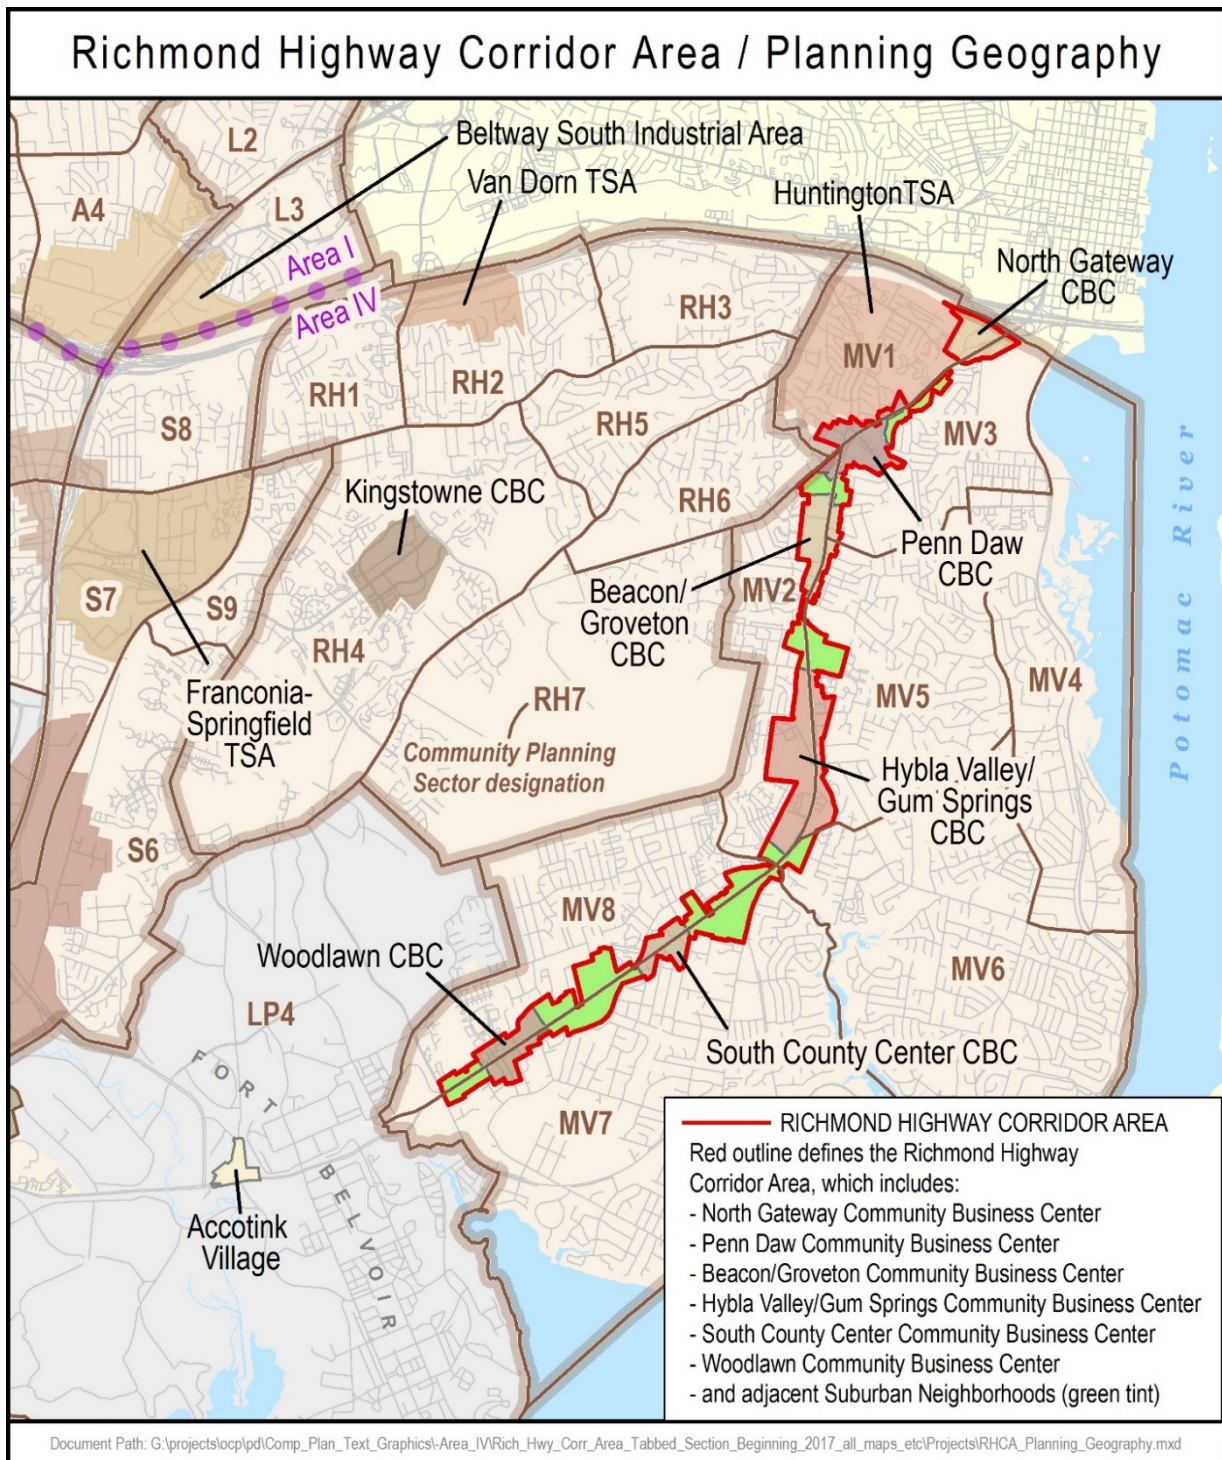 Richmond Highway Corridor Area / Planning Geography
L2
Beltway South Industrial Area
Van Dorn TSA
HuntingtonTSA
A4
L3
North Gateway
CBC
Area I
Area IV
RH3
MV1
RH1
RH2
S8
RH5
MV3
Kingstowne CBC
RH6
Penn Daw
CBC
Beacon/
Groveton
CBC
MV2
S7
S9
RH4
Franconia-
Springfield
TSA
RH7
Community Planning
Sector designation
MV5
MV4
Potomac River
Hybla Valley/
Gum Springs
CBC
S6
MV8
Woodlawn CBC
MV6
LP4
South County Center CBC
FORT
BELVOIR
MV7
Accotink
Village
RICHMOND HIGHWAY CORRIDOR AREA
Red outline defines the Richmond Highway
Corridor Area, which includes:
- North Gateway Community Business Center
- Penn Daw Community Business Center
- Beacon/Groveton Community Business Center
- Hybla Valley/Gum Springs Community Business Center
- South County Center Community Business Center
- Woodlawn Community Business Center
- and adjacent Suburban Neighborhoods (green tint)
Document Path: G:\projects\ocp\pd\Comp_Plan_Text_Graphics\-Area_IV\Rich_Hwy_Corr_Area_Tabbed_Section_Beginning_2017_all_maps_etc\Projects\RHCA_Planning_Geography.mxd